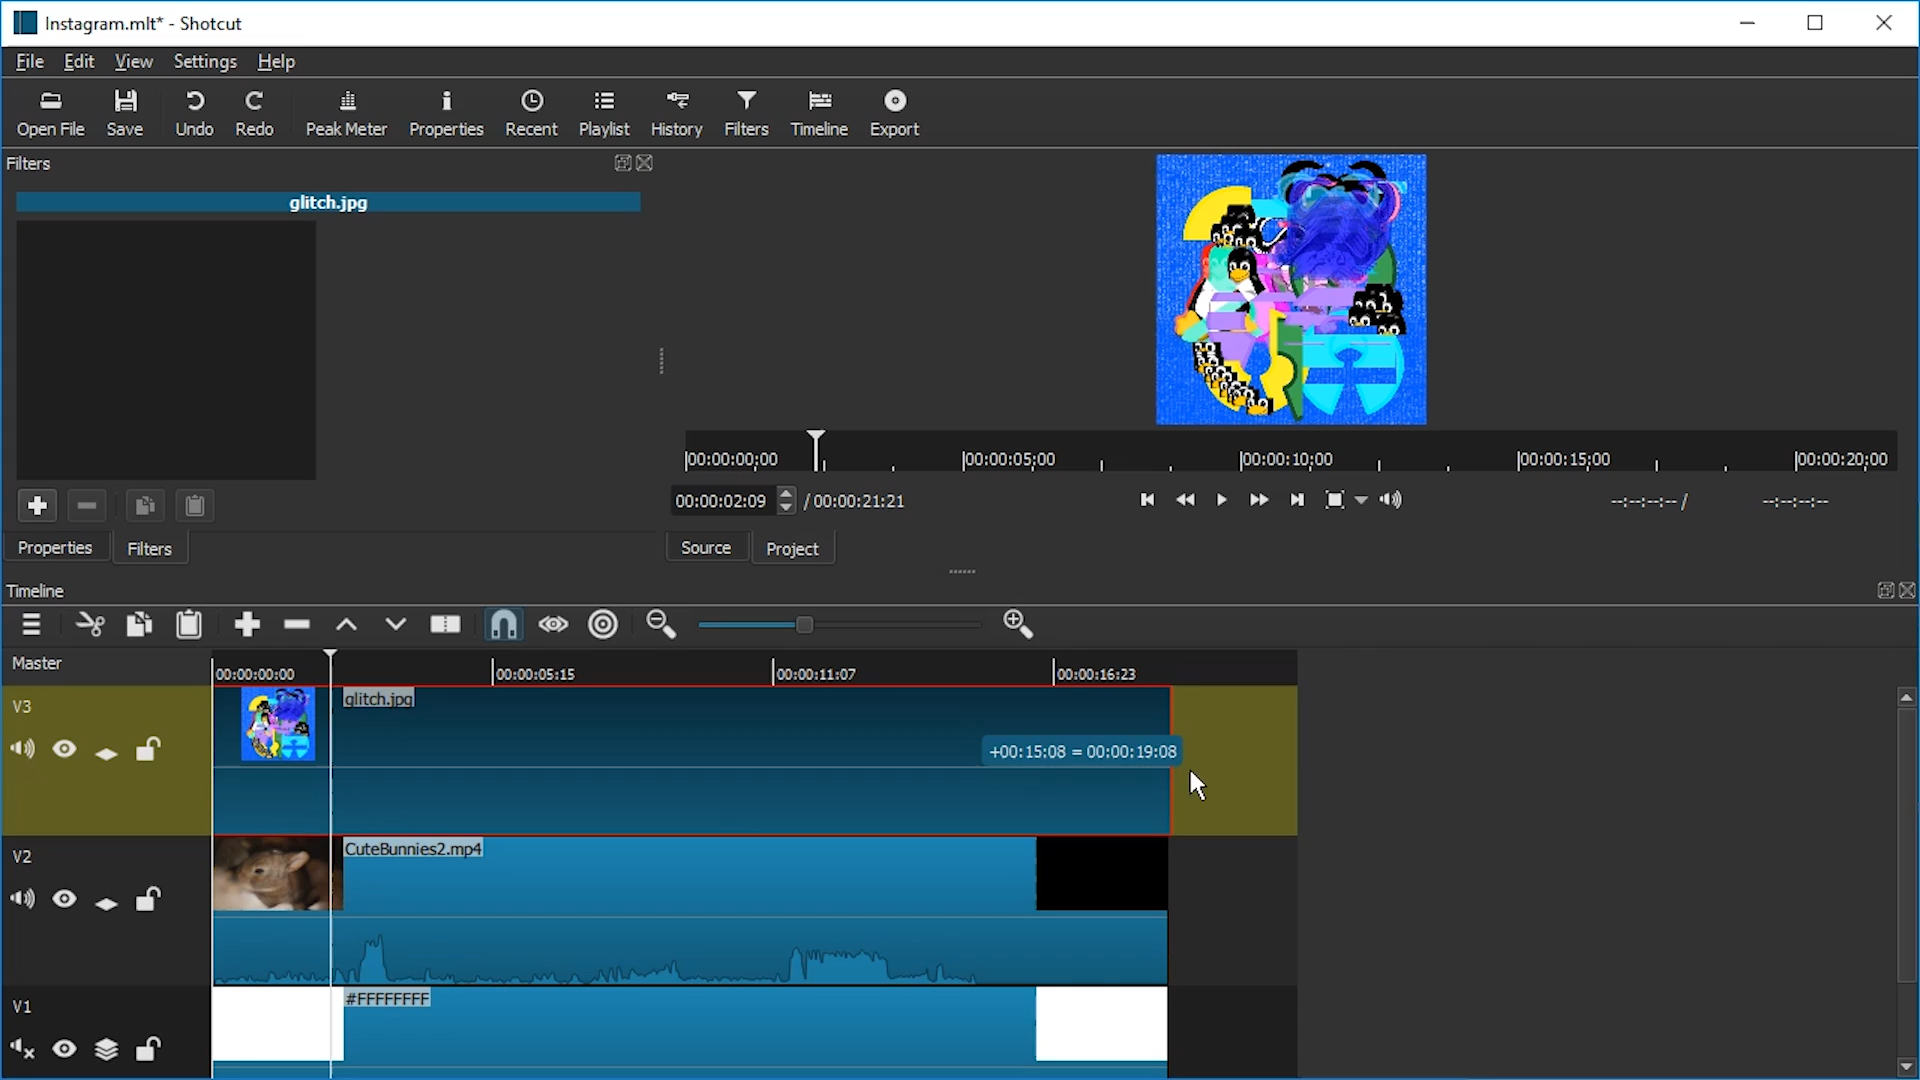 Instagram.mlt* - Shotcut
File Edit View Settings Help
Open File Save Undo Redo Peak Meter Properties Recent Playlist History Filters Timeline Export
Filters
glitch.jpg
00:00:00;00 00:00:05;00 00:00:10;00 00:00:15;00 00:00:20;00
00:00:02:09 / 00:00:21:21 --:--:--:-- / --:--:--:--
Properties Filters Source Project
Timeline
Master 00:00:00:00 00:00:05:15 00:00:11:07 00:00:16:23
V3 glitch.jpg
+00:15:08 = 00:00:19:08
V2 CuteBunnies2.mp4
V1 #FFFFFFFF